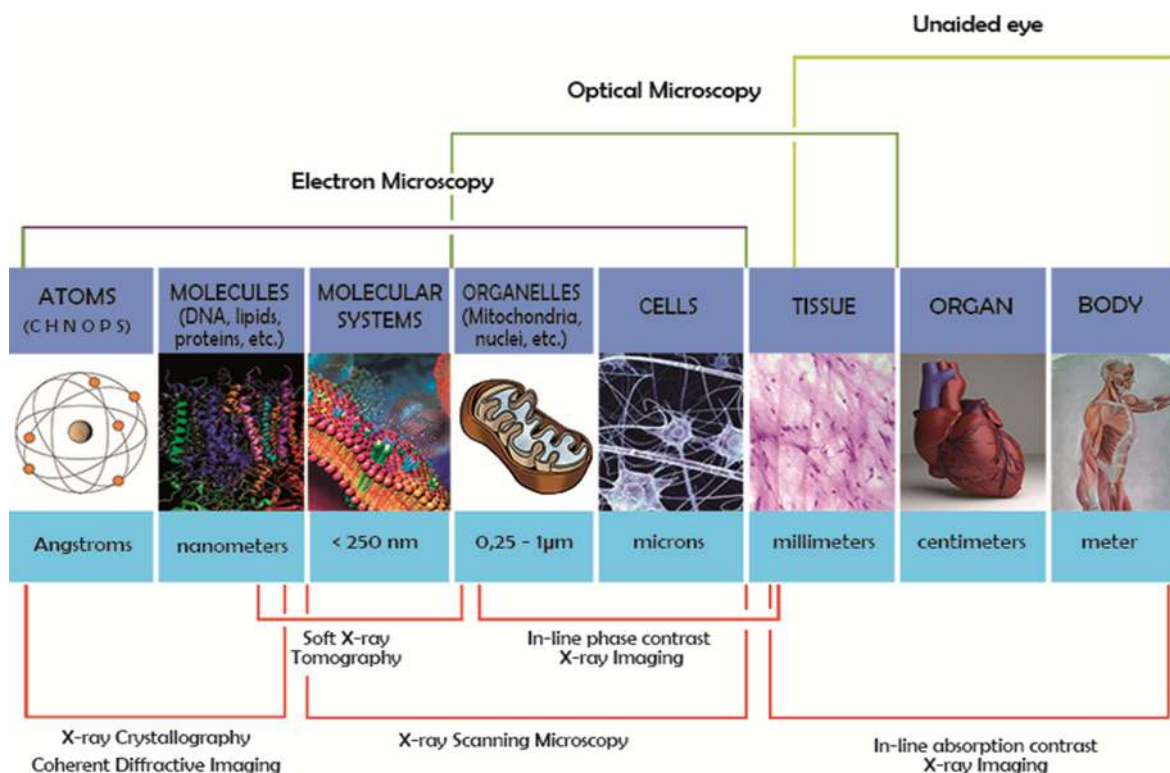 Unaided eye
Optical Microscopy
Electron Microscopy
ATOMS
(C H N O P S)
MOLECULES
(DNA, lipids,
proteins, etc.)
MOLECULAR
SYSTEMS
ORGANELLES
(Mitochondria,
nuclei, etc.)
CELLS
TISSUE
ORGAN
BODY
Angstroms
nanometers
< 250 nm
0,25 - 1µm
microns
millimeters
centimeters
meter
Soft X-ray
Tomography
In-line phase contrast
X-ray Imaging
X-ray Crystallography
Coherent Diffractive Imaging
X-ray Scanning Microscopy
In-line absorption contrast
X-ray Imaging